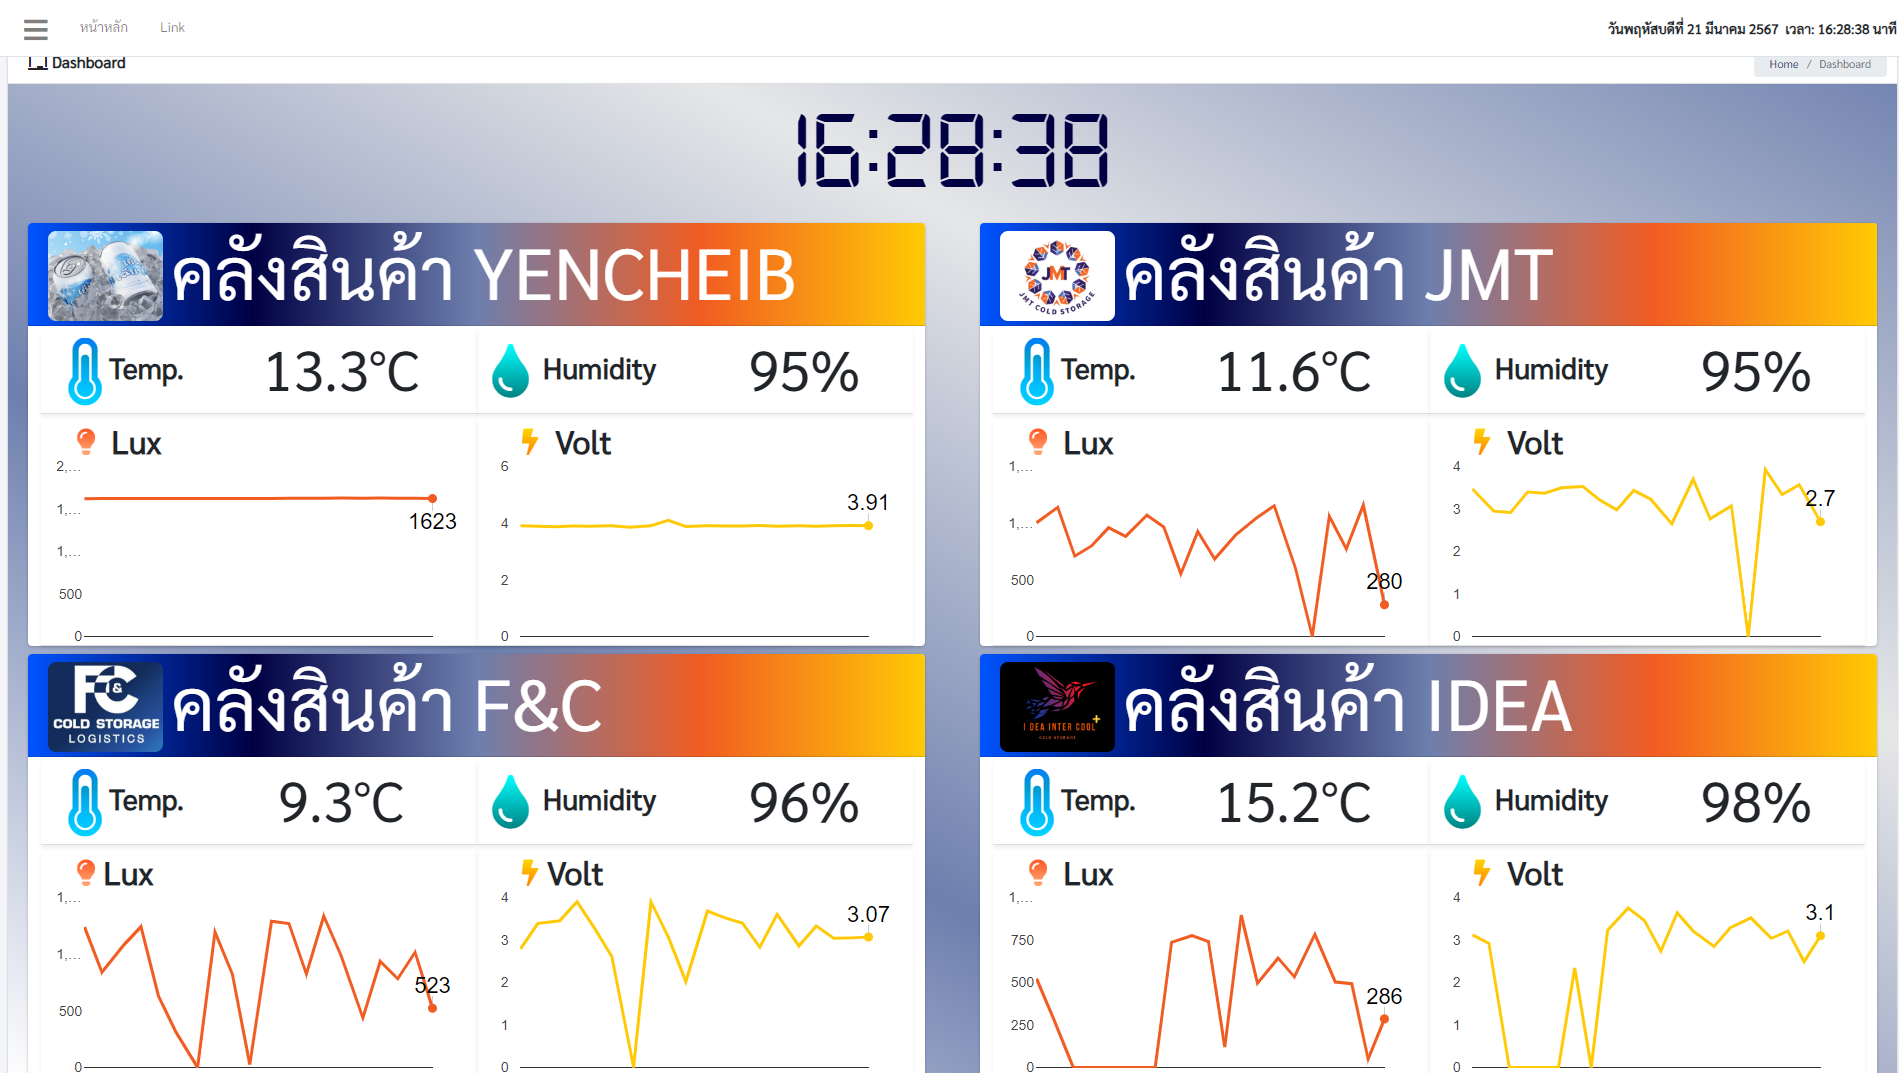 หน้าหลัก
Link
วันพฤหัสบดีที่ 21 มีนาคม 2567 เวลา: 16:28:38 นาที
Dashboard
Home / Dashboard
16:28:38
คลังสินค้า YENCHEIB
Temp. 13.3°C
Humidity 95%
Lux
2,...
1,...
1,...
500
0
1623
Volt
6
4
2
0
3.91
JMT
JMT COLD STORAGE
คลังสินค้า JMT
Temp. 11.6°C
Humidity 95%
Lux
1,...
1,...
500
0
280
Volt
4
3
2
1
0
2.7
F&C
COLD STORAGE
LOGISTICS
คลังสินค้า F&C
Temp. 9.3°C
Humidity 96%
Lux
1,...
1,...
500
0
523
Volt
4
3
2
1
0
3.07
I DEA INTER COOL+
COLD STORAGE
คลังสินค้า IDEA
Temp. 15.2°C
Humidity 98%
Lux
1,...
750
500
250
0
286
Volt
4
3
2
1
0
3.1